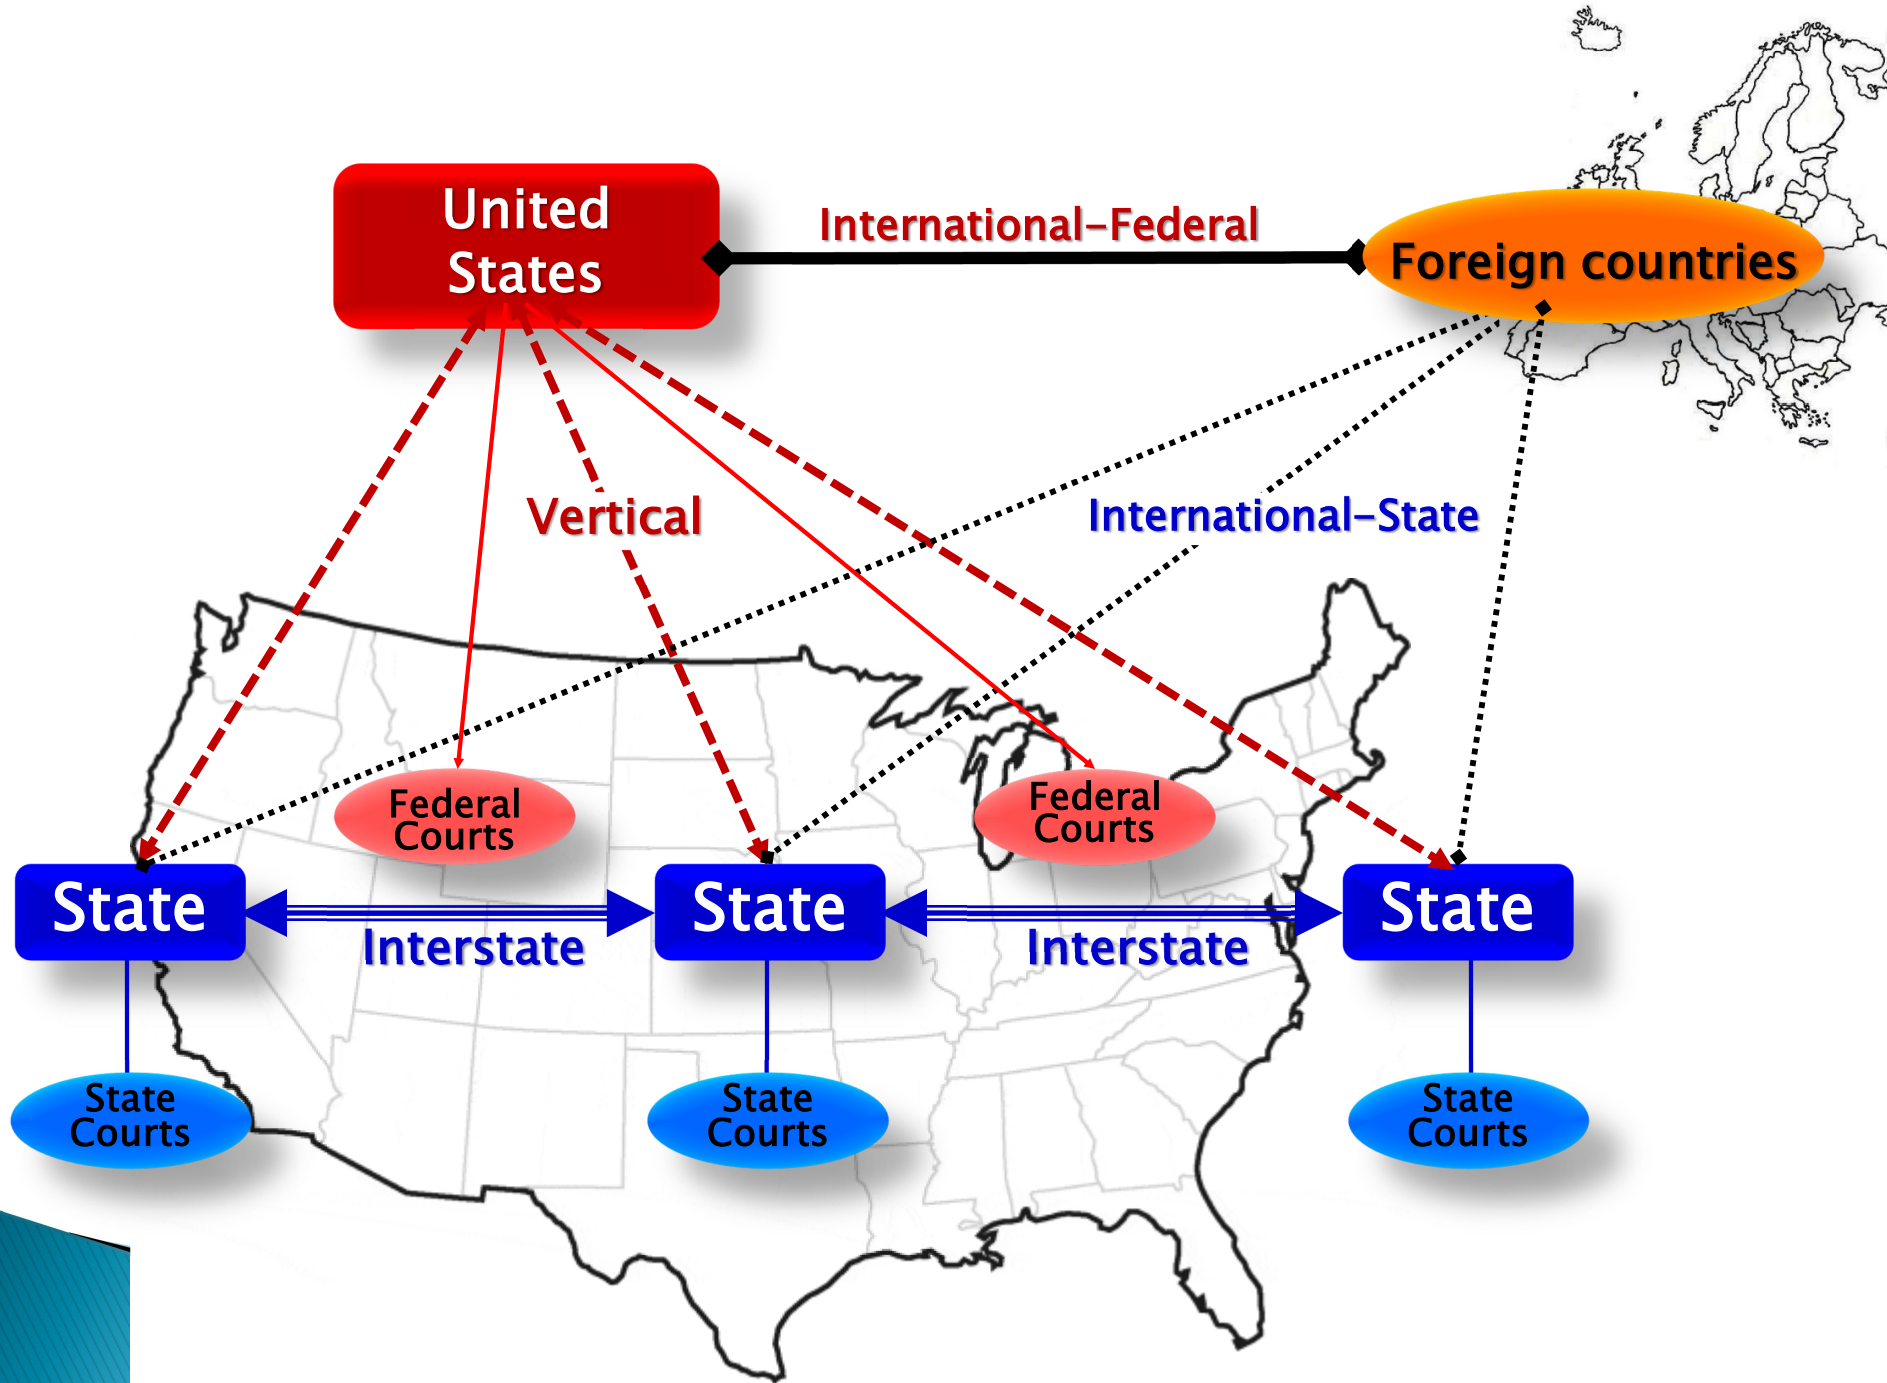 United
States
International-Federal
Foreign countries
Vertical
International-State
Federal
Courts
Federal
Courts
State
State
State
Interstate
Interstate
State
Courts
State
Courts
State
Courts